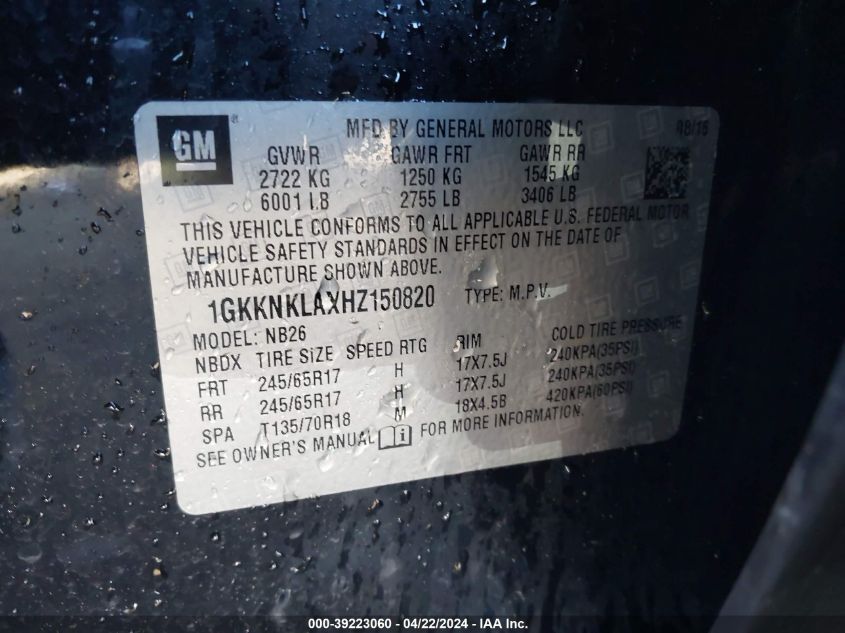 GM ® MFD BY GENERAL MOTORS LLC 08/16
GVWR GAWR FRT GAWR RR
2722 KG 1250 KG 1545 KG
6001 LB 2755 LB 3406 LB
THIS VEHICLE CONFORMS TO ALL APPLICABLE U.S. FEDERAL MOTOR
VEHICLE SAFETY STANDARDS IN EFFECT ON THE DATE OF
MANUFACTURE SHOWN ABOVE.
1GKKNKLAXHZ150820 TYPE: M.P.V.
MODEL: NB26
NBDX TIRE SIZE SPEED RTG RIM COLD TIRE PRESSURE
FRT 245/65R17 H 17X7.5J 240KPA(35PSI)
RR 245/65R17 H 17X7.5J 240KPA(35PSI)
SPA T135/70R18 M 18X4.5B 420KPA(60PSI)
SEE OWNER'S MANUAL FOR MORE INFORMATION.
000-39223060 - 04/22/2024 - IAA Inc.